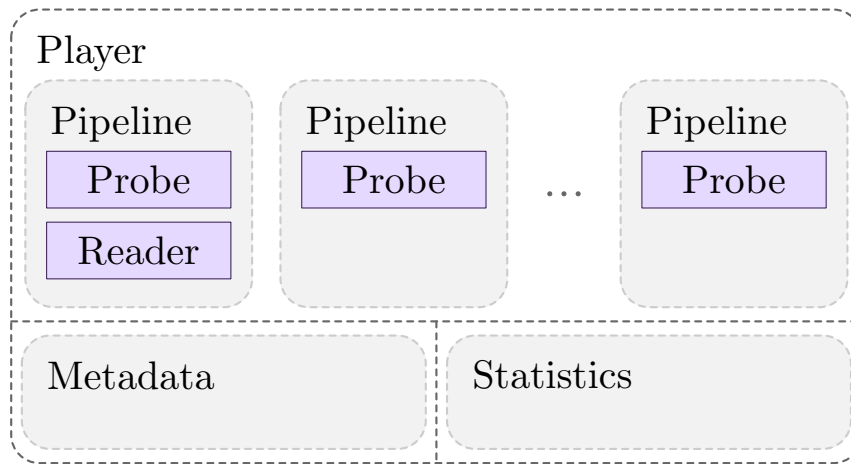 Player
Pipeline
Probe
Reader
Pipeline
Probe
...
Pipeline
Probe
Metadata
Statistics